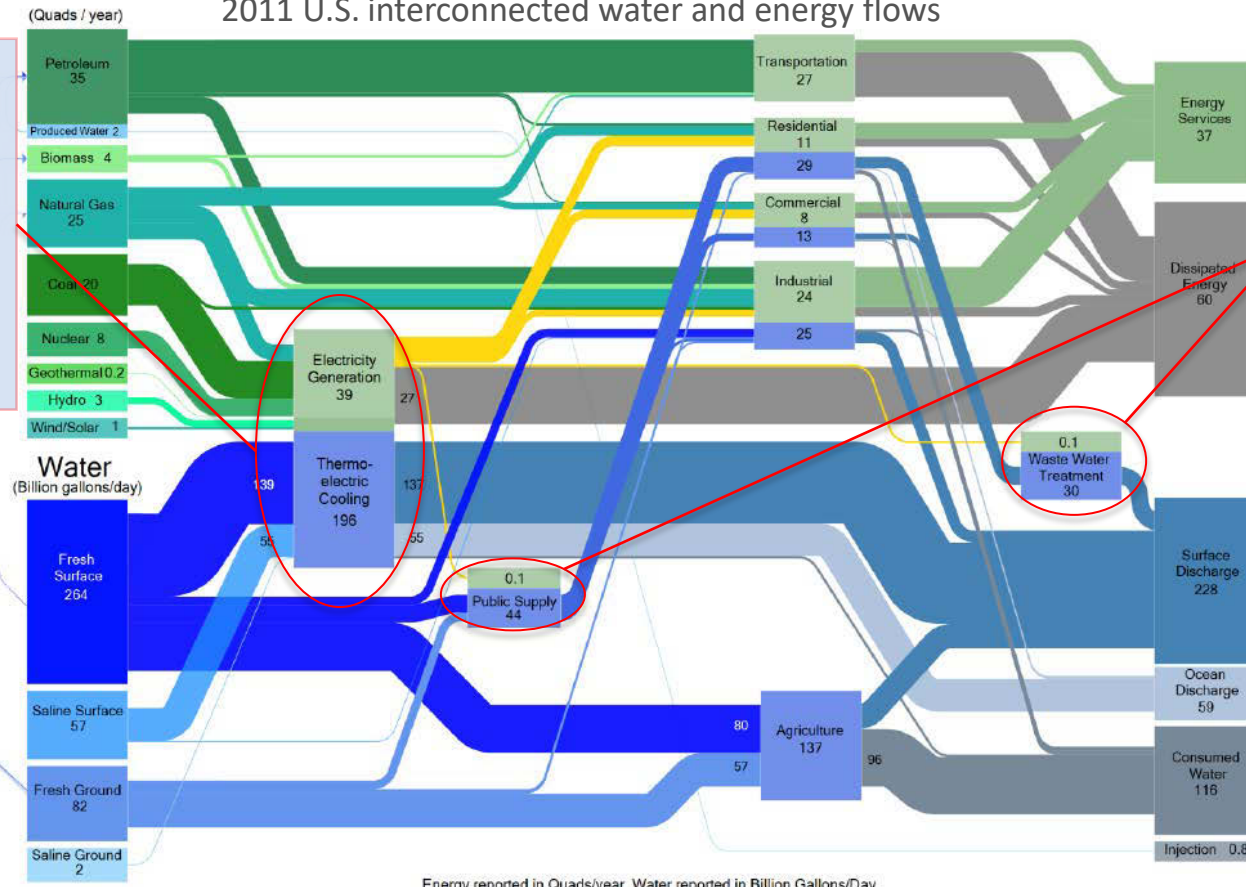 2011 U.S. interconnected water and energy flows
(Quads / year)
Petroleum
35
Produced Water 2
Biomass 4
Natural Gas
25
Coal 20
Nuclear 8
Geothermal 0.2
Hydro 3
Wind/Solar 1
Water
(Billion gallons/day)
Fresh
Surface
264
Saline Surface
57
Fresh Ground
82
Saline Ground
2
Electricity
Generation
39
27
Thermo-
electric
Cooling
196
139
55
137
55
0.1
Public Supply
44
Transportation
27
Residential
11
29
Commercial
8
13
Industrial
24
25
80
57
Agriculture
137
96
0.1
Waste Water
Treatment
30
Energy
Services
37
Dissipated
Energy
60
Surface
Discharge
228
Ocean
Discharge
59
Consumed
Water
116
Injection 0.8
Energy reported in Quads/year. Water reported in Billion Gallons/Day.